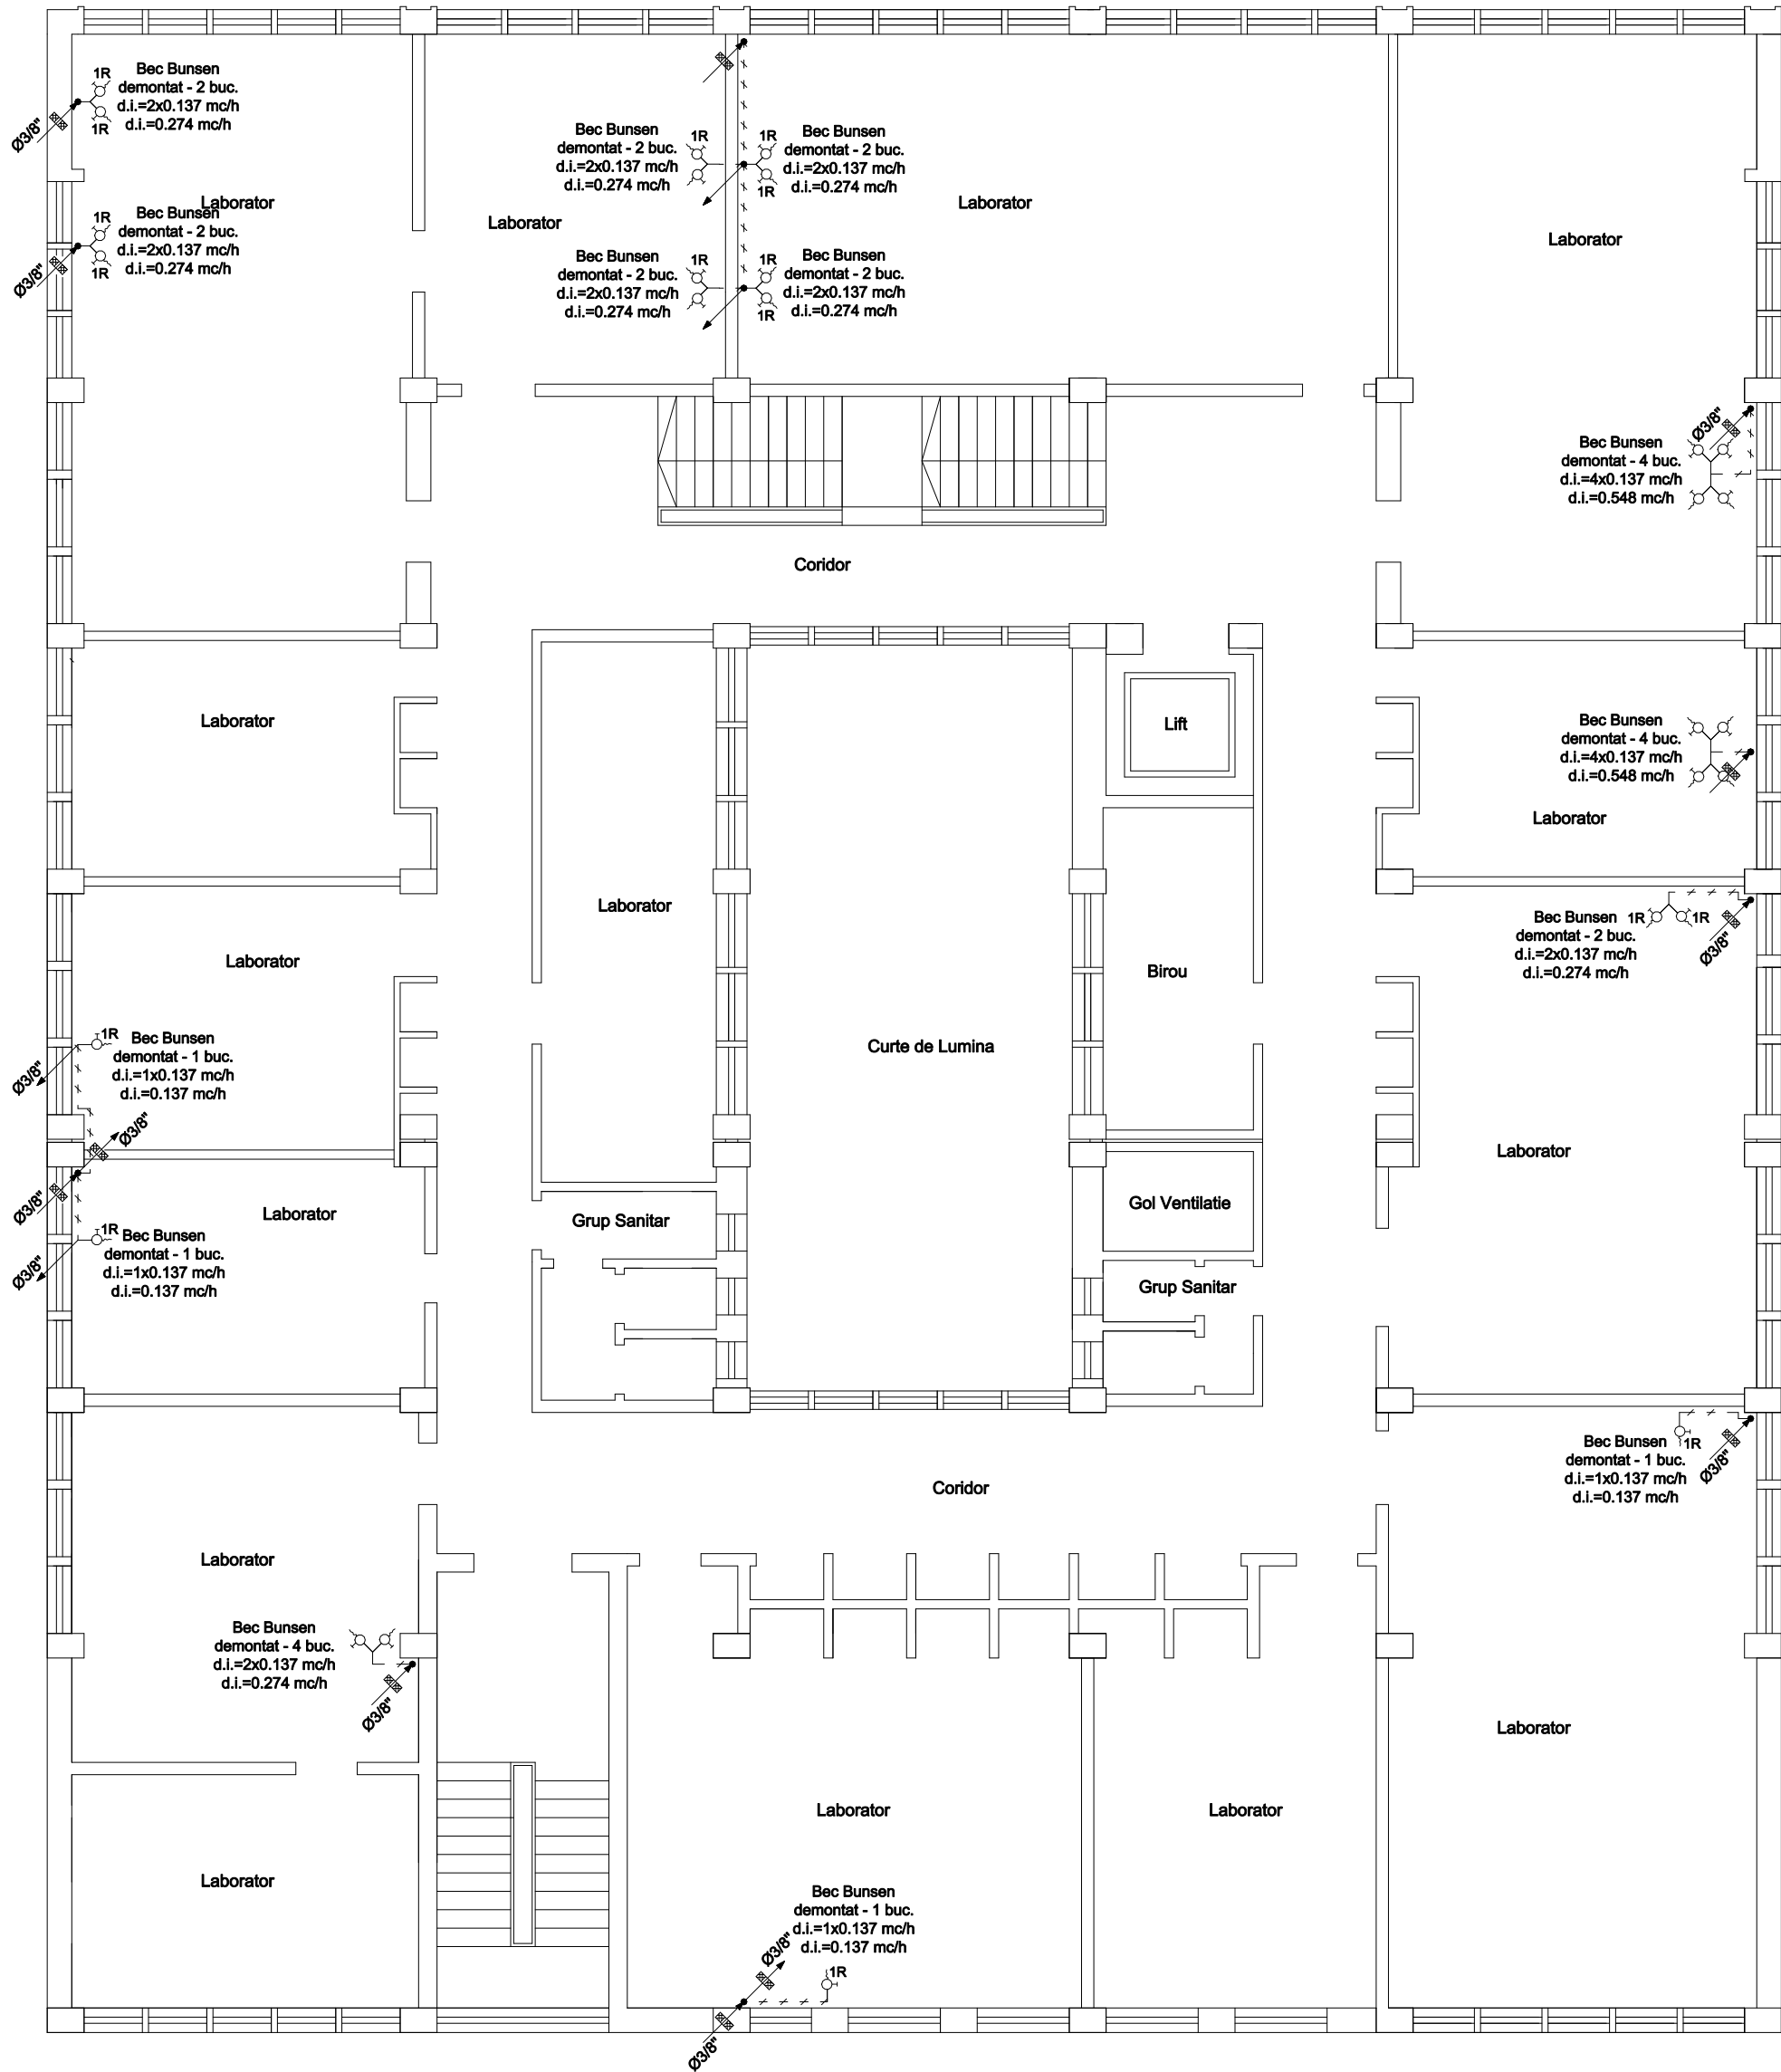 1R
Bec Bunsen
demontat - 2 buc.
d.i.=2x0.137 mc/h
d.i.=0.274 mc/h
1R
Ø3/8"
Laborator
1R
Bec Bunsen
demontat - 2 buc.
d.i.=2x0.137 mc/h
d.i.=0.274 mc/h
1R
Ø3/8"
Bec Bunsen
demontat - 2 buc.
d.i.=2x0.137 mc/h
d.i.=0.274 mc/h
1R
1R
Bec Bunsen
demontat - 2 buc.
d.i.=2x0.137 mc/h
d.i.=0.274 mc/h
1R
Laborator
Laborator
Laborator
Bec Bunsen
demontat - 2 buc.
d.i.=2x0.137 mc/h
d.i.=0.274 mc/h
1R
1R
Bec Bunsen
demontat - 2 buc.
d.i.=2x0.137 mc/h
d.i.=0.274 mc/h
1R
Ø3/8"
Bec Bunsen
demontat - 4 buc.
d.i.=4x0.137 mc/h
d.i.=0.548 mc/h
Coridor
Laborator
Lift
Bec Bunsen
demontat - 4 buc.
d.i.=4x0.137 mc/h
d.i.=0.548 mc/h
Laborator
Laborator
Laborator
Birou
Bec Bunsen
demontat - 2 buc.
d.i.=2x0.137 mc/h
d.i.=0.274 mc/h
1R
1R
Ø3/8"
Curte de Lumina
1R
Bec Bunsen
demontat - 1 buc.
d.i.=1x0.137 mc/h
d.i.=0.137 mc/h
Ø3/8"
Ø3/8"
Laborator
Ø3/8"
Laborator
Grup Sanitar
Gol Ventilatie
1R
Bec Bunsen
demontat - 1 buc.
d.i.=1x0.137 mc/h
d.i.=0.137 mc/h
Ø3/8"
Grup Sanitar
Bec Bunsen
demontat - 1 buc.
d.i.=1x0.137 mc/h
d.i.=0.137 mc/h
1R
Ø3/8"
Coridor
Laborator
Bec Bunsen
demontat - 4 buc.
d.i.=2x0.137 mc/h
d.i.=0.274 mc/h
Ø3/8"
Laborator
Laborator
Laborator
Laborator
Bec Bunsen
demontat - 1 buc.
d.i.=1x0.137 mc/h
d.i.=0.137 mc/h
Ø3/8"
1R
Ø3/8"